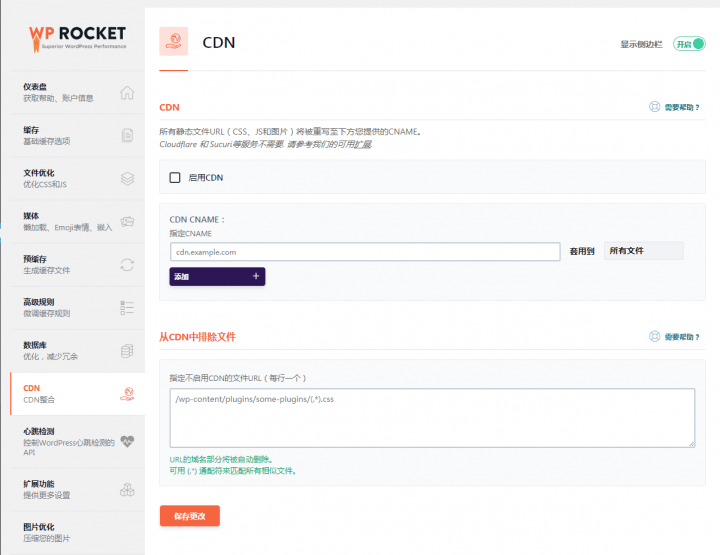 WP ROCKET
Superior WordPress Performance
仪表盘
获取帮助、账户信息
缓存
基础缓存选项
文件优化
优化CSS和JS
媒体
懒加载、Emoji表情、嵌入
预缓存
生成缓存文件
高级规则
微调缓存规则
数据库
优化，减少冗余
CDN
CDN整合
心跳检测
控制WordPress心跳检测的
API
扩展功能
提供更多设置
图片优化
压缩您的图片
CDN
显示侧边栏 开启
CDN 需要帮助？
所有静态文件URL（CSS、JS和图片）将被重写至下方您提供的CNAME。
Cloudflare 和 Sucuri等服务不需要. 请参考我们的可用扩展.
启用CDN
CDN CNAME：
指定CNAME
cdn.example.com 套用到 所有文件
添加 +
从CDN中排除文件 需要帮助？
指定不启用CDN的文件URL（每行一个）
/wp-content/plugins/some-plugins/(.*).css
URL的域名部分将被自动删除。
可用 (.*) 通配符来匹配所有相似文件。
保存更改